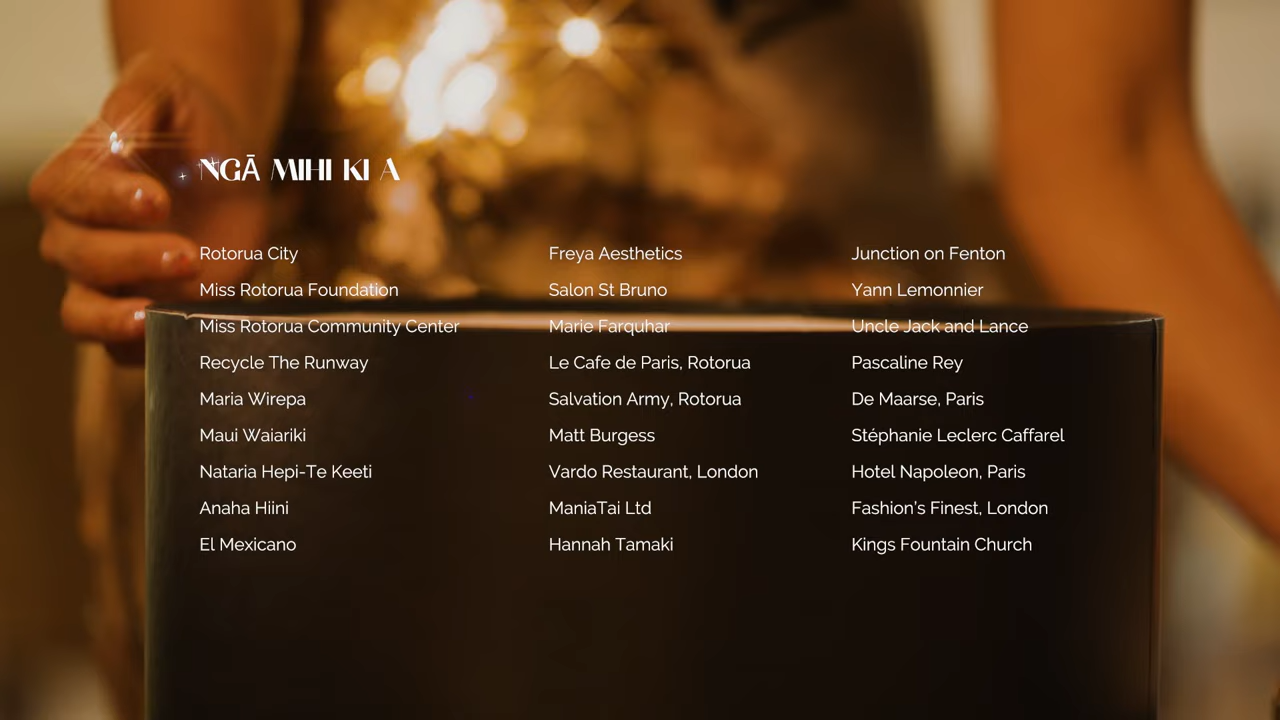 NGĀ MIHI KI A
Rotorua City
Miss Rotorua Foundation
Miss Rotorua Community Center
Recycle The Runway
Maria Wirepa
Maui Waiariki
Nataria Hepi-Te Keeti
Anaha Hiini
El Mexicano
Freya Aesthetics
Salon St Bruno
Marie Farquhar
Le Cafe de Paris, Rotorua
Salvation Army, Rotorua
Matt Burgess
Vardo Restaurant, London
ManiaTai Ltd
Hannah Tamaki
Junction on Fenton
Yann Lemonnier
Uncle Jack and Lance
Pascaline Rey
De Maarse, Paris
Stéphanie Leclerc Caffarel
Hotel Napoleon, Paris
Fashion's Finest, London
Kings Fountain Church